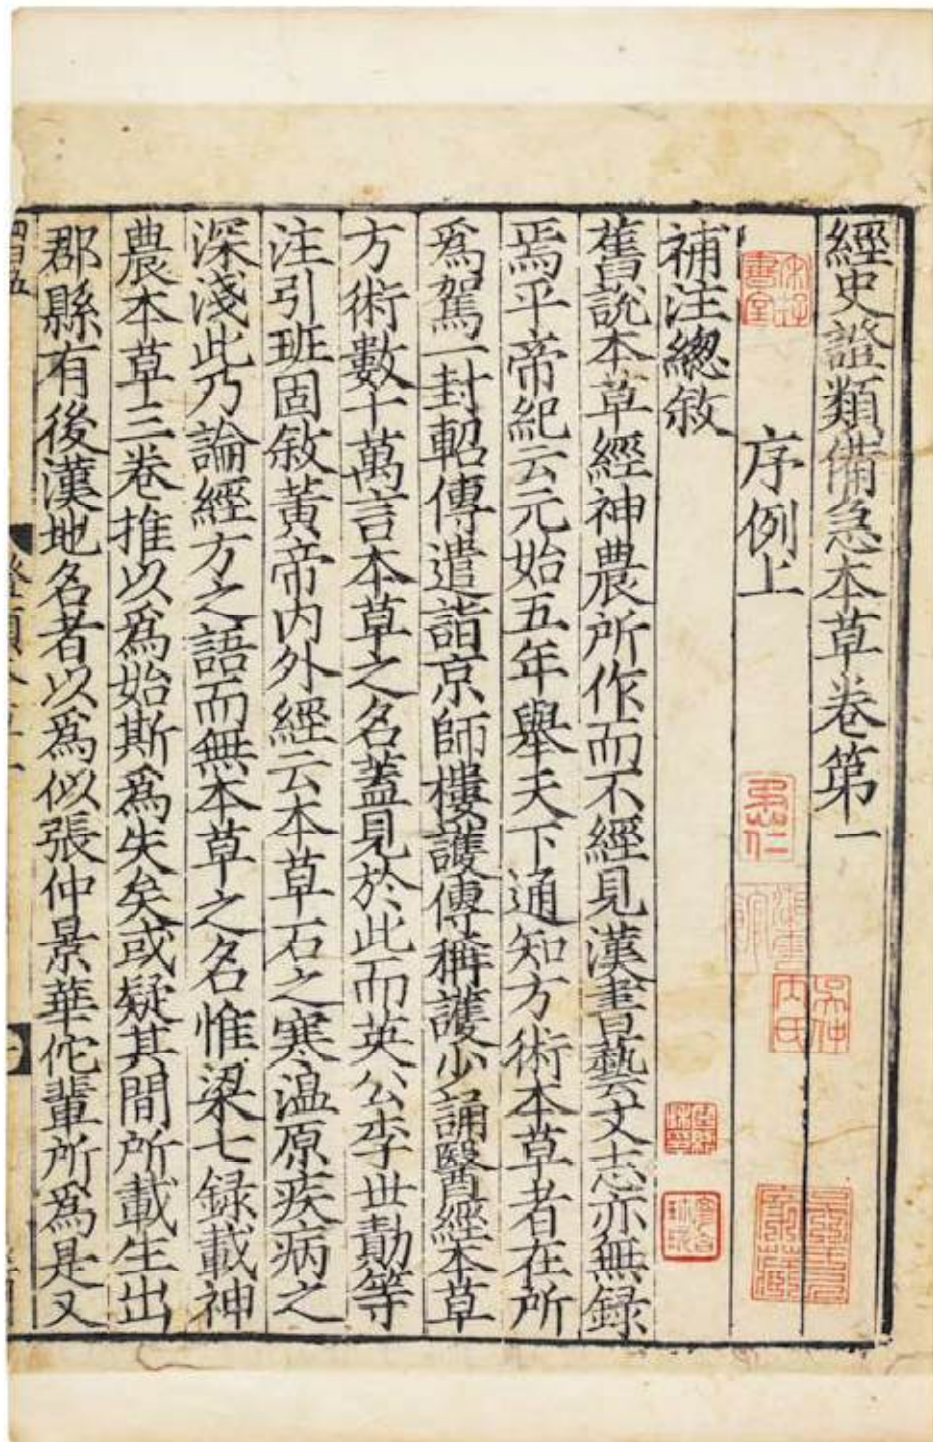 經史證類備急本草卷第一
序例上
補注總敘
舊說本草經神農所作而不經見漢書藝文志亦無錄
焉平帝紀云元始五年舉天下通知方術本草者在所
爲駕一封軺傳遣詣京師樓護傳稱護少誦醫經本草
方術數十萬言本草之名蓋見於此而英公李世勣等
注引班固敘黃帝内外經云本草石之寒溫原疾病之
深淺此乃論經方之語而無本草之名惟梁七録載神
農本草三卷推以爲始斯爲失矣或疑其間所載生出
郡縣有後漢地名者以爲似張仲景華佗輩所爲是又